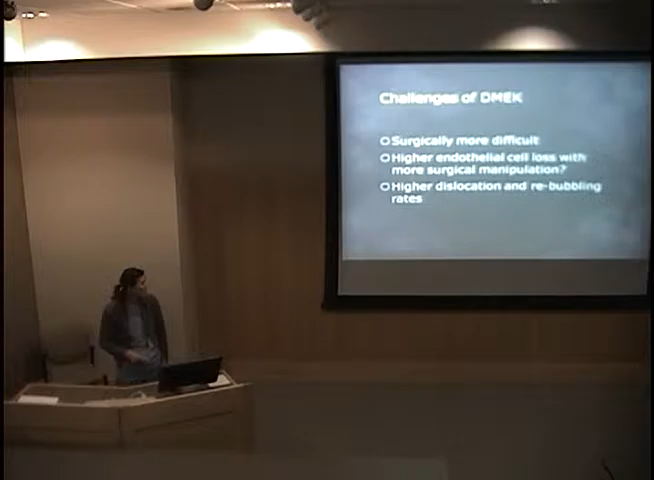 Challenges of DMEK
Surgically more difficult
Higher endothelial cell loss with
more surgical manipulation?
Higher dislocation and re-bubbling
rates